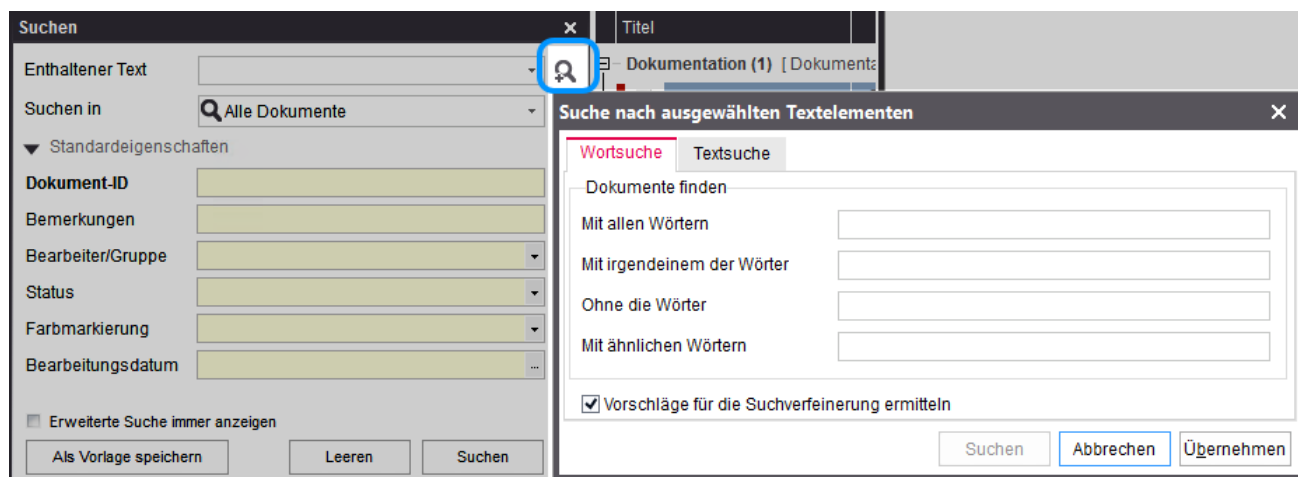 Suchen
Enthaltener Text
Suchen in
Alle Dokumente
Standardeigenschaften
Dokument-ID
Bemerkungen
Bearbeiter/Gruppe
Status
Farbmarkierung
Bearbeitungsdatum
...
Erweiterte Suche immer anzeigen
Als Vorlage speichern
Leeren
Suchen
Titel
Dokumentation (1) [ Dokumenta
Suche nach ausgewählten Textelementen
Wortsuche
Textsuche
Dokumente finden
Mit allen Wörtern
Mit irgendeinem der Wörter
Ohne die Wörter
Mit ähnlichen Wörtern
Vorschläge für die Suchverfeinerung ermitteln
Suchen
Abbrechen
Übernehmen